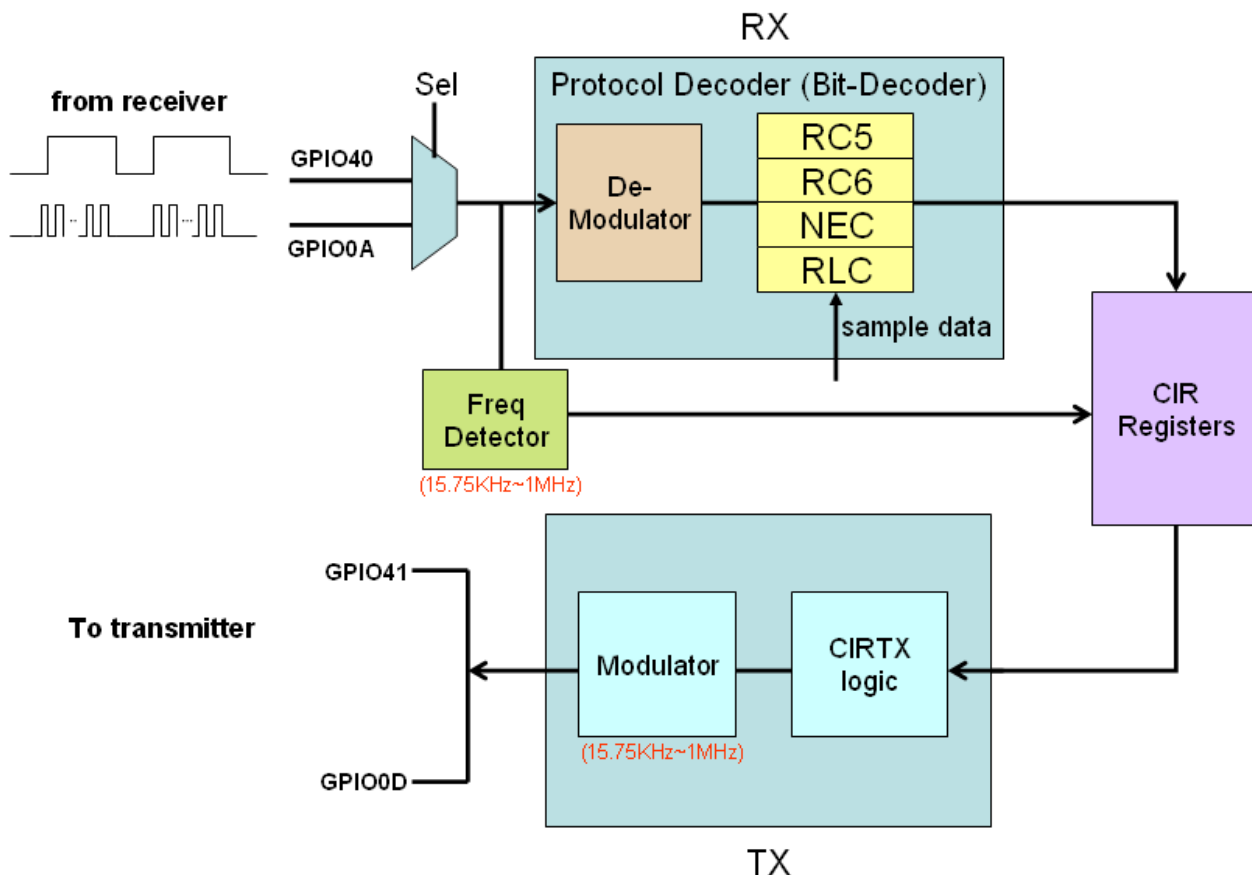 RX
Sel
Protocol Decoder (Bit-Decoder)
from receiver
GPIO40
GPIO0A
De-
Modulator
RC5
RC6
NEC
RLC
sample data
Freq
Detector
(15.75KHz~1MHz)
CIR
Registers
GPIO41
To transmitter
GPIO0D
Modulator
(15.75KHz~1MHz)
CIRTX
logic
TX